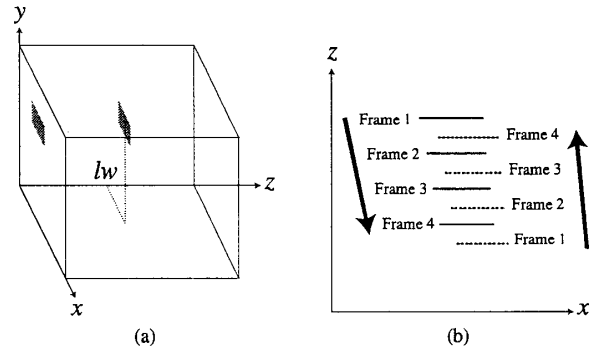 y
lw
z
x
(a)
z
Frame 1
Frame 4
Frame 2
Frame 3
Frame 3
Frame 2
Frame 4
Frame 1
x
(b)